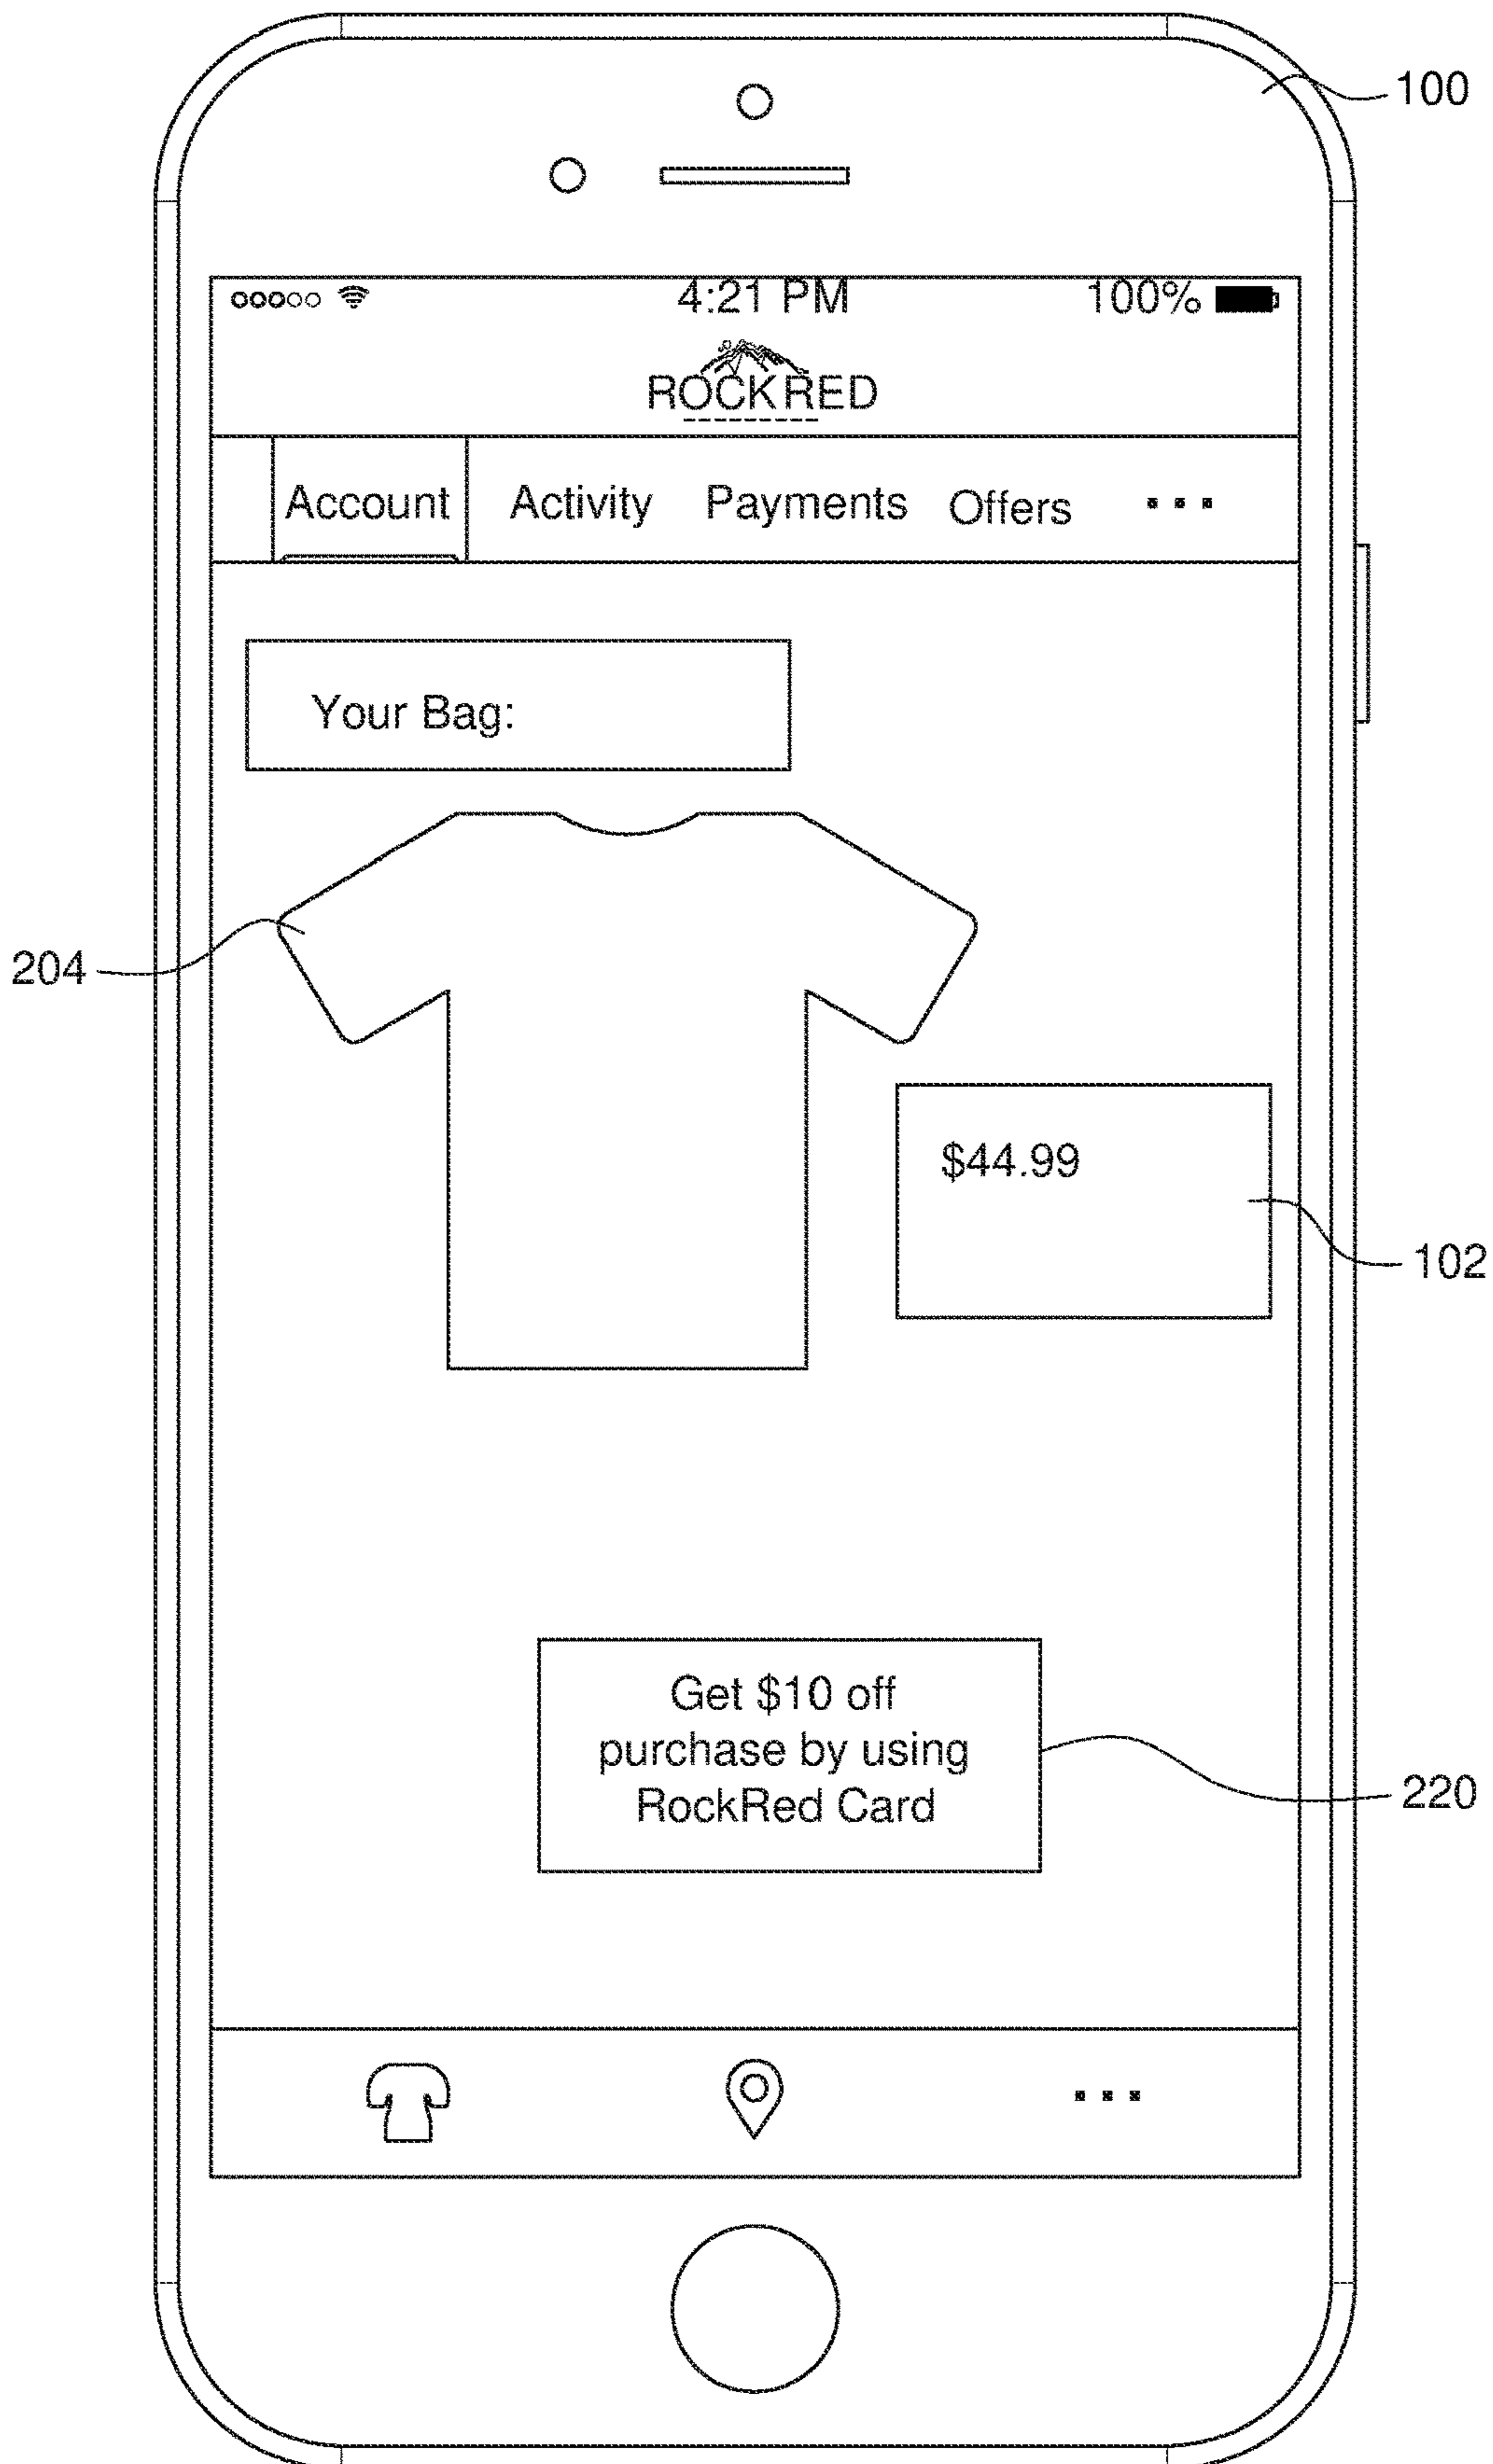 100
4:21 PM 100%
ROCKRED
Account Activity Payments Offers ...
Your Bag:
204
$44.99
102
Get $10 off
purchase by using
RockRed Card
220
...